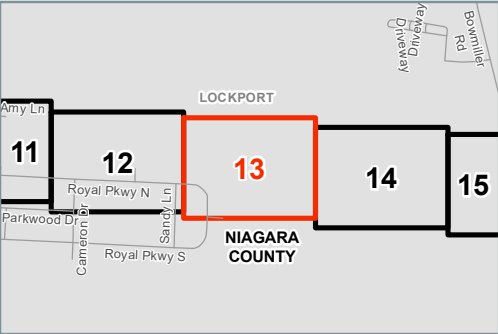 Bowmiller
Rd
Driveway
Driveway
LOCKPORT
Amy Ln
11
12
13
14
15
Royal Pkwy N
Parkwood Dr
Cameron Dr
Sandy Ln
Royal Pkwy S
NIAGARA
COUNTY